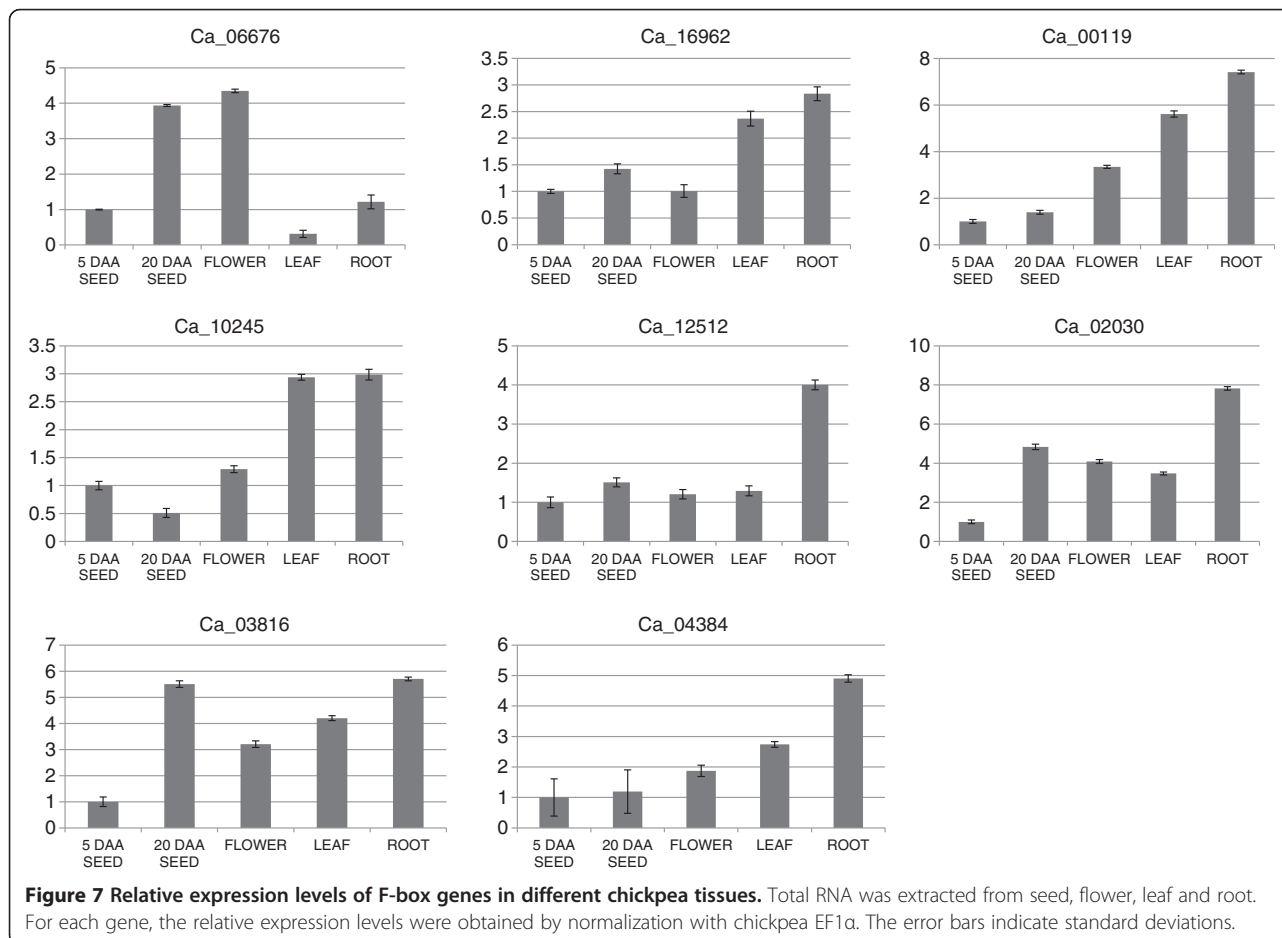 Ca_06676
5
4
3
2
1
0
5 DAA SEED
20 DAA SEED
FLOWER
LEAF
ROOT
Ca_16962
3.5
3
2.5
2
1.5
1
0.5
0
5 DAA SEED
20 DAA SEED
FLOWER
LEAF
ROOT
Ca_00119
8
6
4
2
0
5 DAA SEED
20 DAA SEED
FLOWER
LEAF
ROOT
Ca_10245
3.5
3
2.5
2
1.5
1
0.5
0
5 DAA SEED
20 DAA SEED
FLOWER
LEAF
ROOT
Ca_12512
5
4
3
2
1
0
5 DAA SEED
20 DAA SEED
FLOWER
LEAF
ROOT
Ca_02030
10
8
6
4
2
0
5 DAA SEED
20 DAA SEED
FLOWER
LEAF
ROOT
Ca_03816
7
6
5
4
3
2
1
0
5 DAA SEED
20 DAA SEED
FLOWER
LEAF
ROOT
Ca_04384
6
5
4
3
2
1
0
5 DAA SEED
20 DAA SEED
FLOWER
LEAF
ROOT
Figure 7 Relative expression levels of F-box genes in different chickpea tissues. Total RNA was extracted from seed, flower, leaf and root.
For each gene, the relative expression levels were obtained by normalization with chickpea EF1α. The error bars indicate standard deviations.